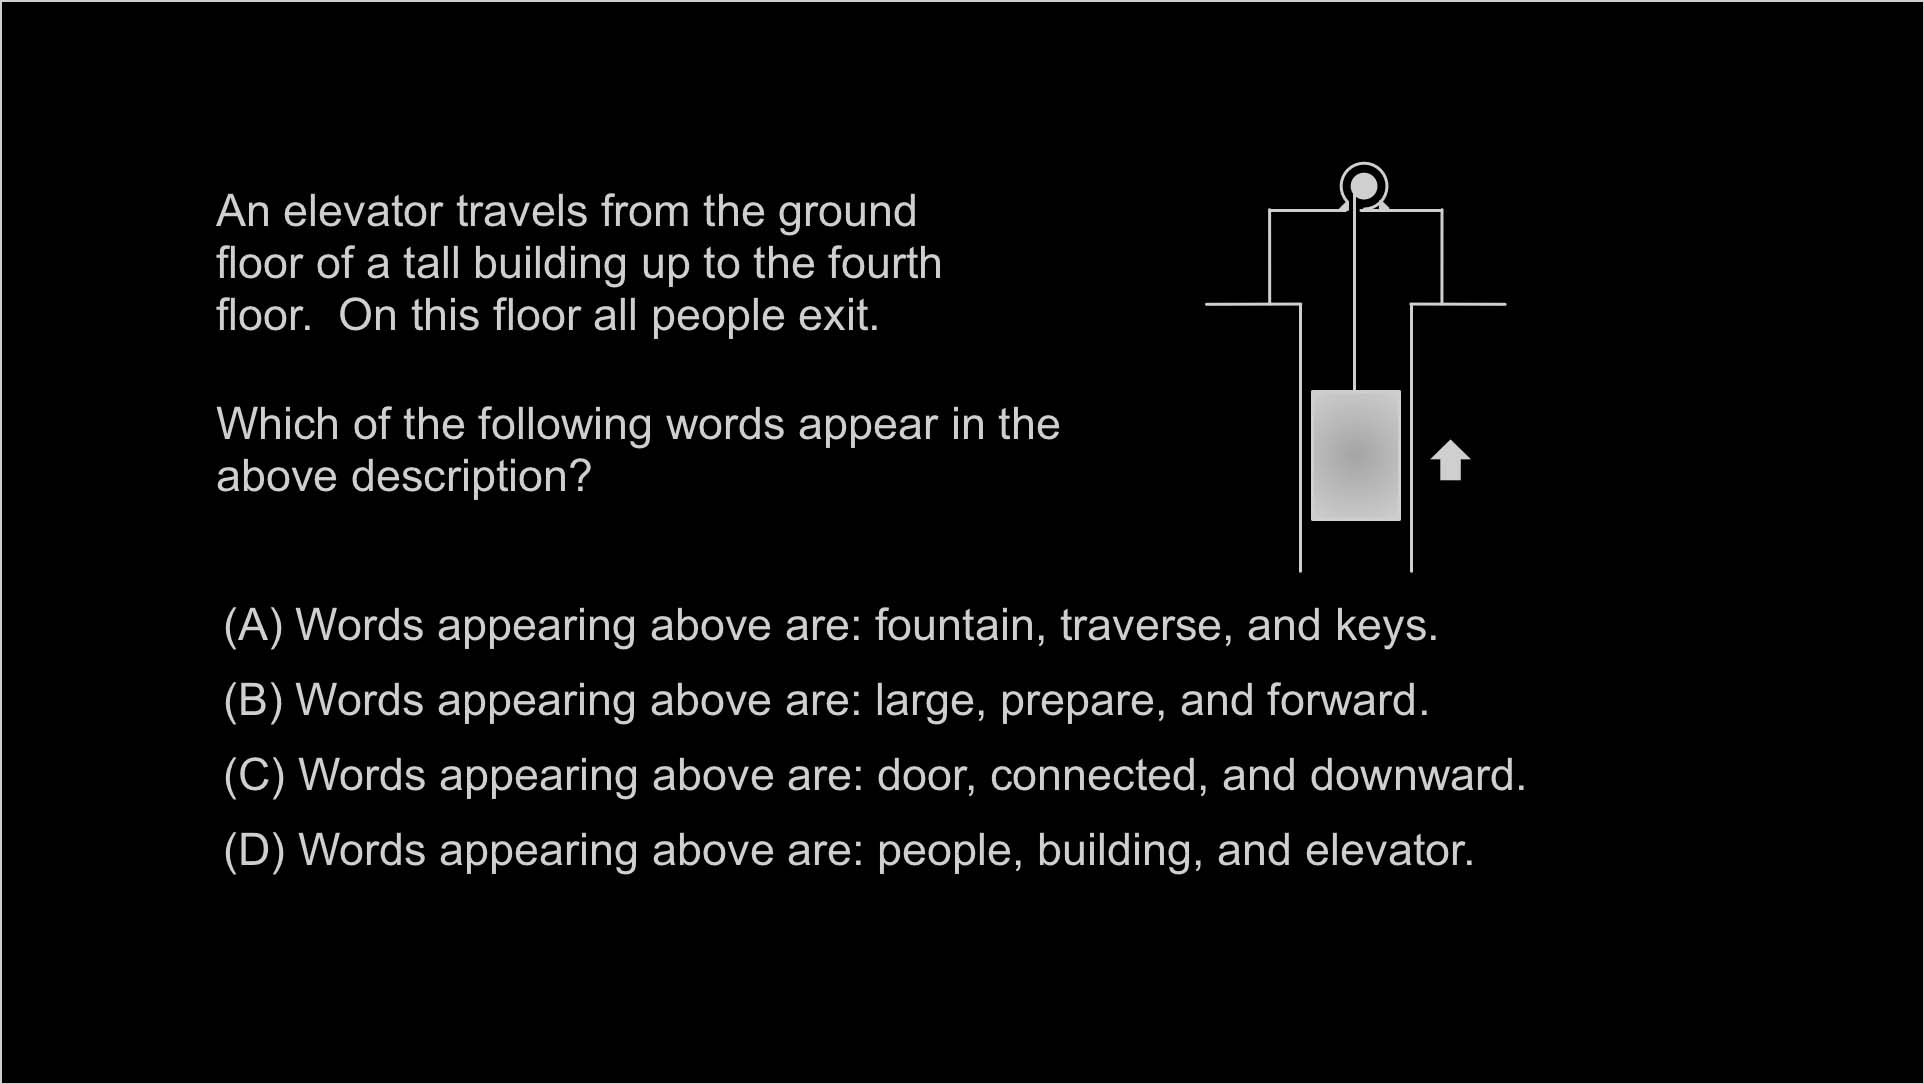 An elevator travels from the ground
floor of a tall building up to the fourth
floor.  On this floor all people exit.
Which of the following words appear in the
above description?
(A) Words appearing above are: fountain, traverse, and keys.
(B) Words appearing above are: large, prepare, and forward.
(C) Words appearing above are: door, connected, and downward.
(D) Words appearing above are: people, building, and elevator.